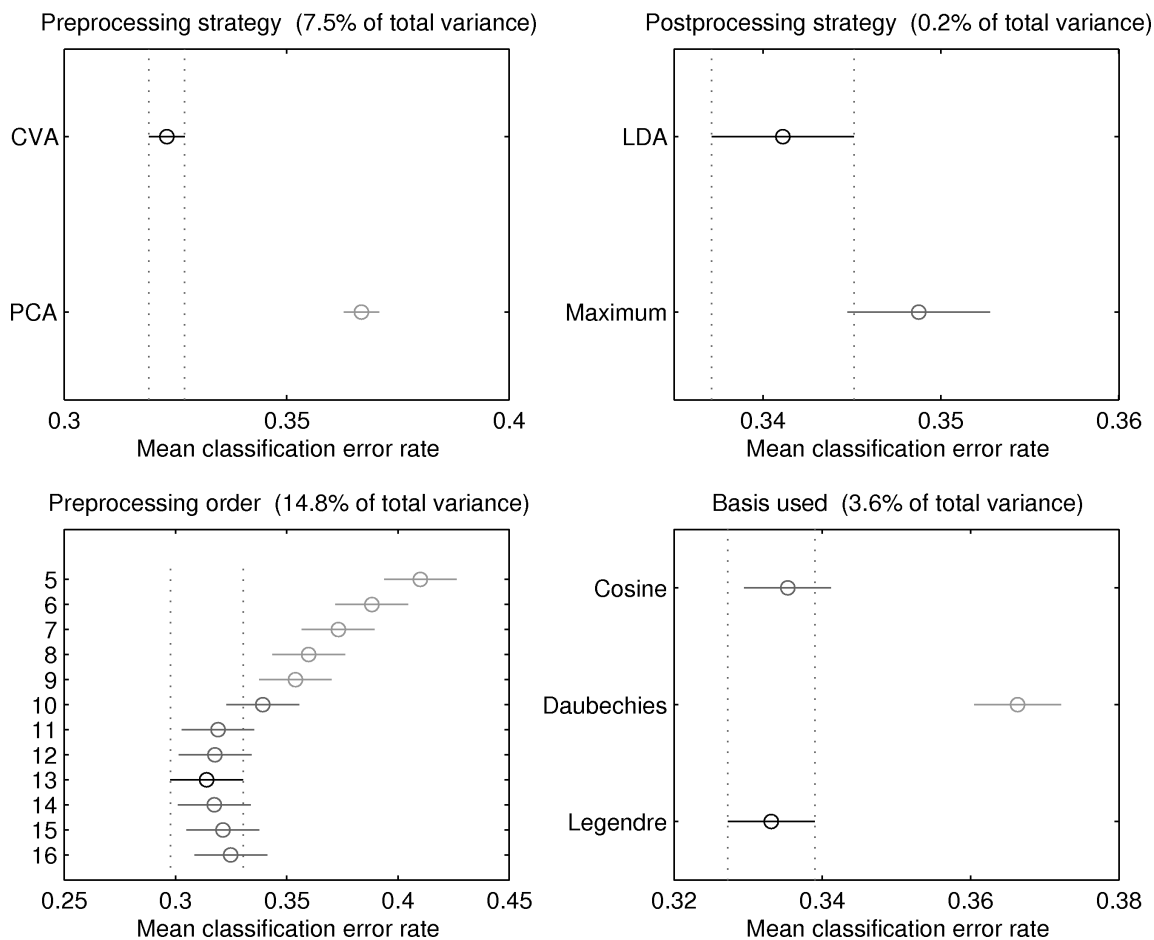 Preprocessing strategy (7.5% of total variance)
CVA
PCA
0.3 0.35 0.4
Mean classification error rate
Postprocessing strategy (0.2% of total variance)
LDA
Maximum
0.34 0.35 0.36
Mean classification error rate
Preprocessing order (14.8% of total variance)
5
6
7
8
9
10
11
12
13
14
15
16
0.25 0.3 0.35 0.4 0.45
Mean classification error rate
Basis used (3.6% of total variance)
Cosine
Daubechies
Legendre
0.32 0.34 0.36 0.38
Mean classification error rate